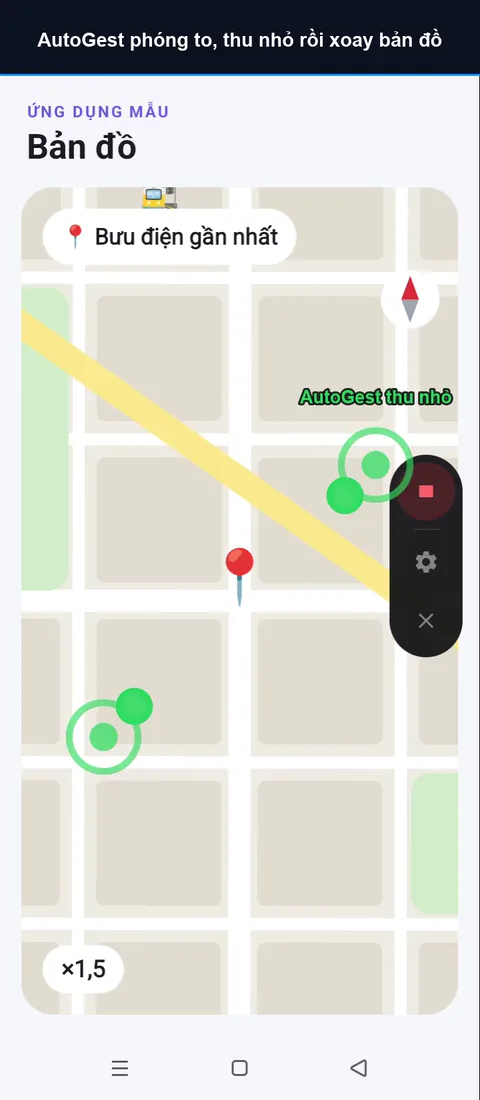 AutoGest phóng to, thu nhỏ rồi xoay bản đồ
ỨNG DỤNG MẪU
Bản đồ
Bưu điện gần nhất
AutoGest thu nhỏ
×1,5